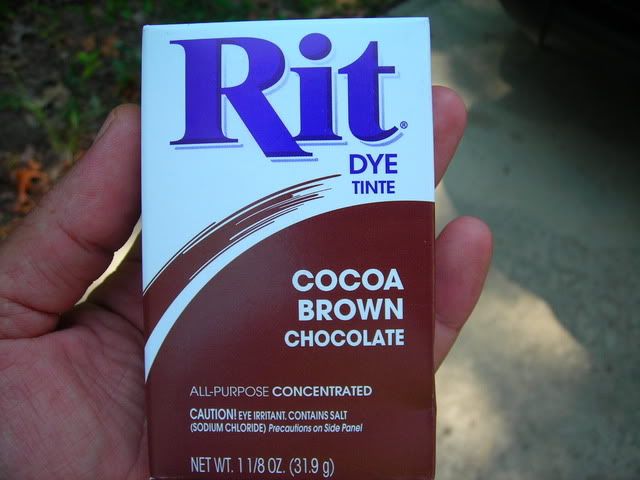 Rit®
DYE
TINTE
COCOA
BROWN
CHOCOLATE
ALL-PURPOSE CONCENTRATED
CAUTION! EYE IRRITANT. CONTAINS SALT
(SODIUM CHLORIDE) Precautions on Side Panel
NET WT. 1 1/8 OZ. (31.9 g)